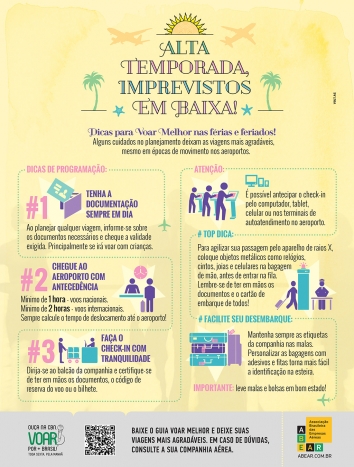 ALTA
TEMPORADA,
IMPREVISTOS
EM BAIXA!
Dicas para Voar Melhor nas férias e feriados!
Alguns cuidados no planejamento deixam as viagens mais agradáveis,
mesmo em épocas de movimento nos aeroportos.
DICAS DE PROGRAMAÇÃO:
#1
TENHA A
DOCUMENTAÇÃO
SEMPRE EM DIA
Ao planejar qualquer viagem, informe-se sobre
os documentos necessários e cheque a validade
exigida. Principalmente se irá voar com crianças.
#2
CHEGUE AO
AEROPORTO COM
ANTECEDÊNCIA
Mínimo de 1 hora - voos nacionais.
Mínimo de 2 horas - voos internacionais.
Sempre calcule o tempo de deslocamento até o aeroporto!
#3
FAÇA O
CHECK-IN COM
TRANQUILIDADE
Dirija-se ao balcão da companhia e certifique-se
de ter em mãos os documentos, o código de
reserva do voo ou o bilhete.
ATENÇÃO:
É possível antecipar o check-in
pelo computador, tablet,
celular ou nos terminais de
autoatendimento no aeroporto.
# TOP DICA:
Para agilizar sua passagem pelo aparelho de raios X,
coloque objetos metálicos como relógios,
cintos, joias e celulares na bagagem
de mão, antes de entrar na fila.
Lembre-se de ter em mãos os
documentos e o cartão de
embarque de todos!
# FACILITE SEU DESEMBARQUE:
Mantenha sempre as etiquetas
da companhia nas malas.
Personalizar as bagagens com
adesivos e fitas torna mais fácil
a identificação na esteira.
IMPORTANTE: leve malas e bolsas em bom estado!
OUÇA NA CBN
VOAR
POR + BRASIL!
BAIXE O GUIA VOAR MELHOR E DEIXE SUAS
VIAGENS MAIS AGRADÁVEIS. EM CASO DE DÚVIDAS,
CONSULTE A SUA COMPANHIA AÉREA.
ABEAR
Associação
Brasileira
das
Empresas
Aéreas
ABEAR.COM.BR